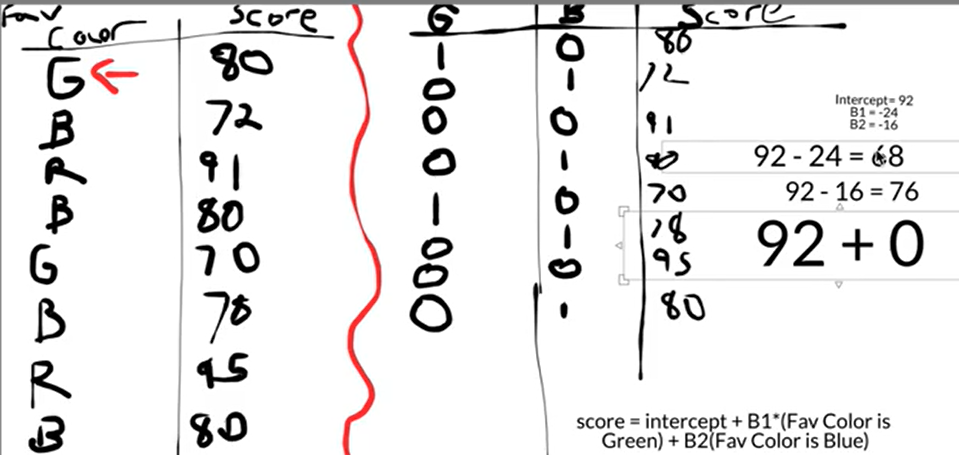 Fav Color Score
G 80
B 72
R 91
B 80
G 70
B 78
R 95
B 80
G B Score
1 0 80
0 1 72
0 0 91
0 1 80
1 0 70
0 1 78
0 0 95
0 1 80
Intercept= 92
B1 = -24
B2 = -16
92 - 24 = 68
92 - 16 = 76
92 + 0
score = intercept + B1*(Fav Color is
Green) + B2(Fav Color is Blue)